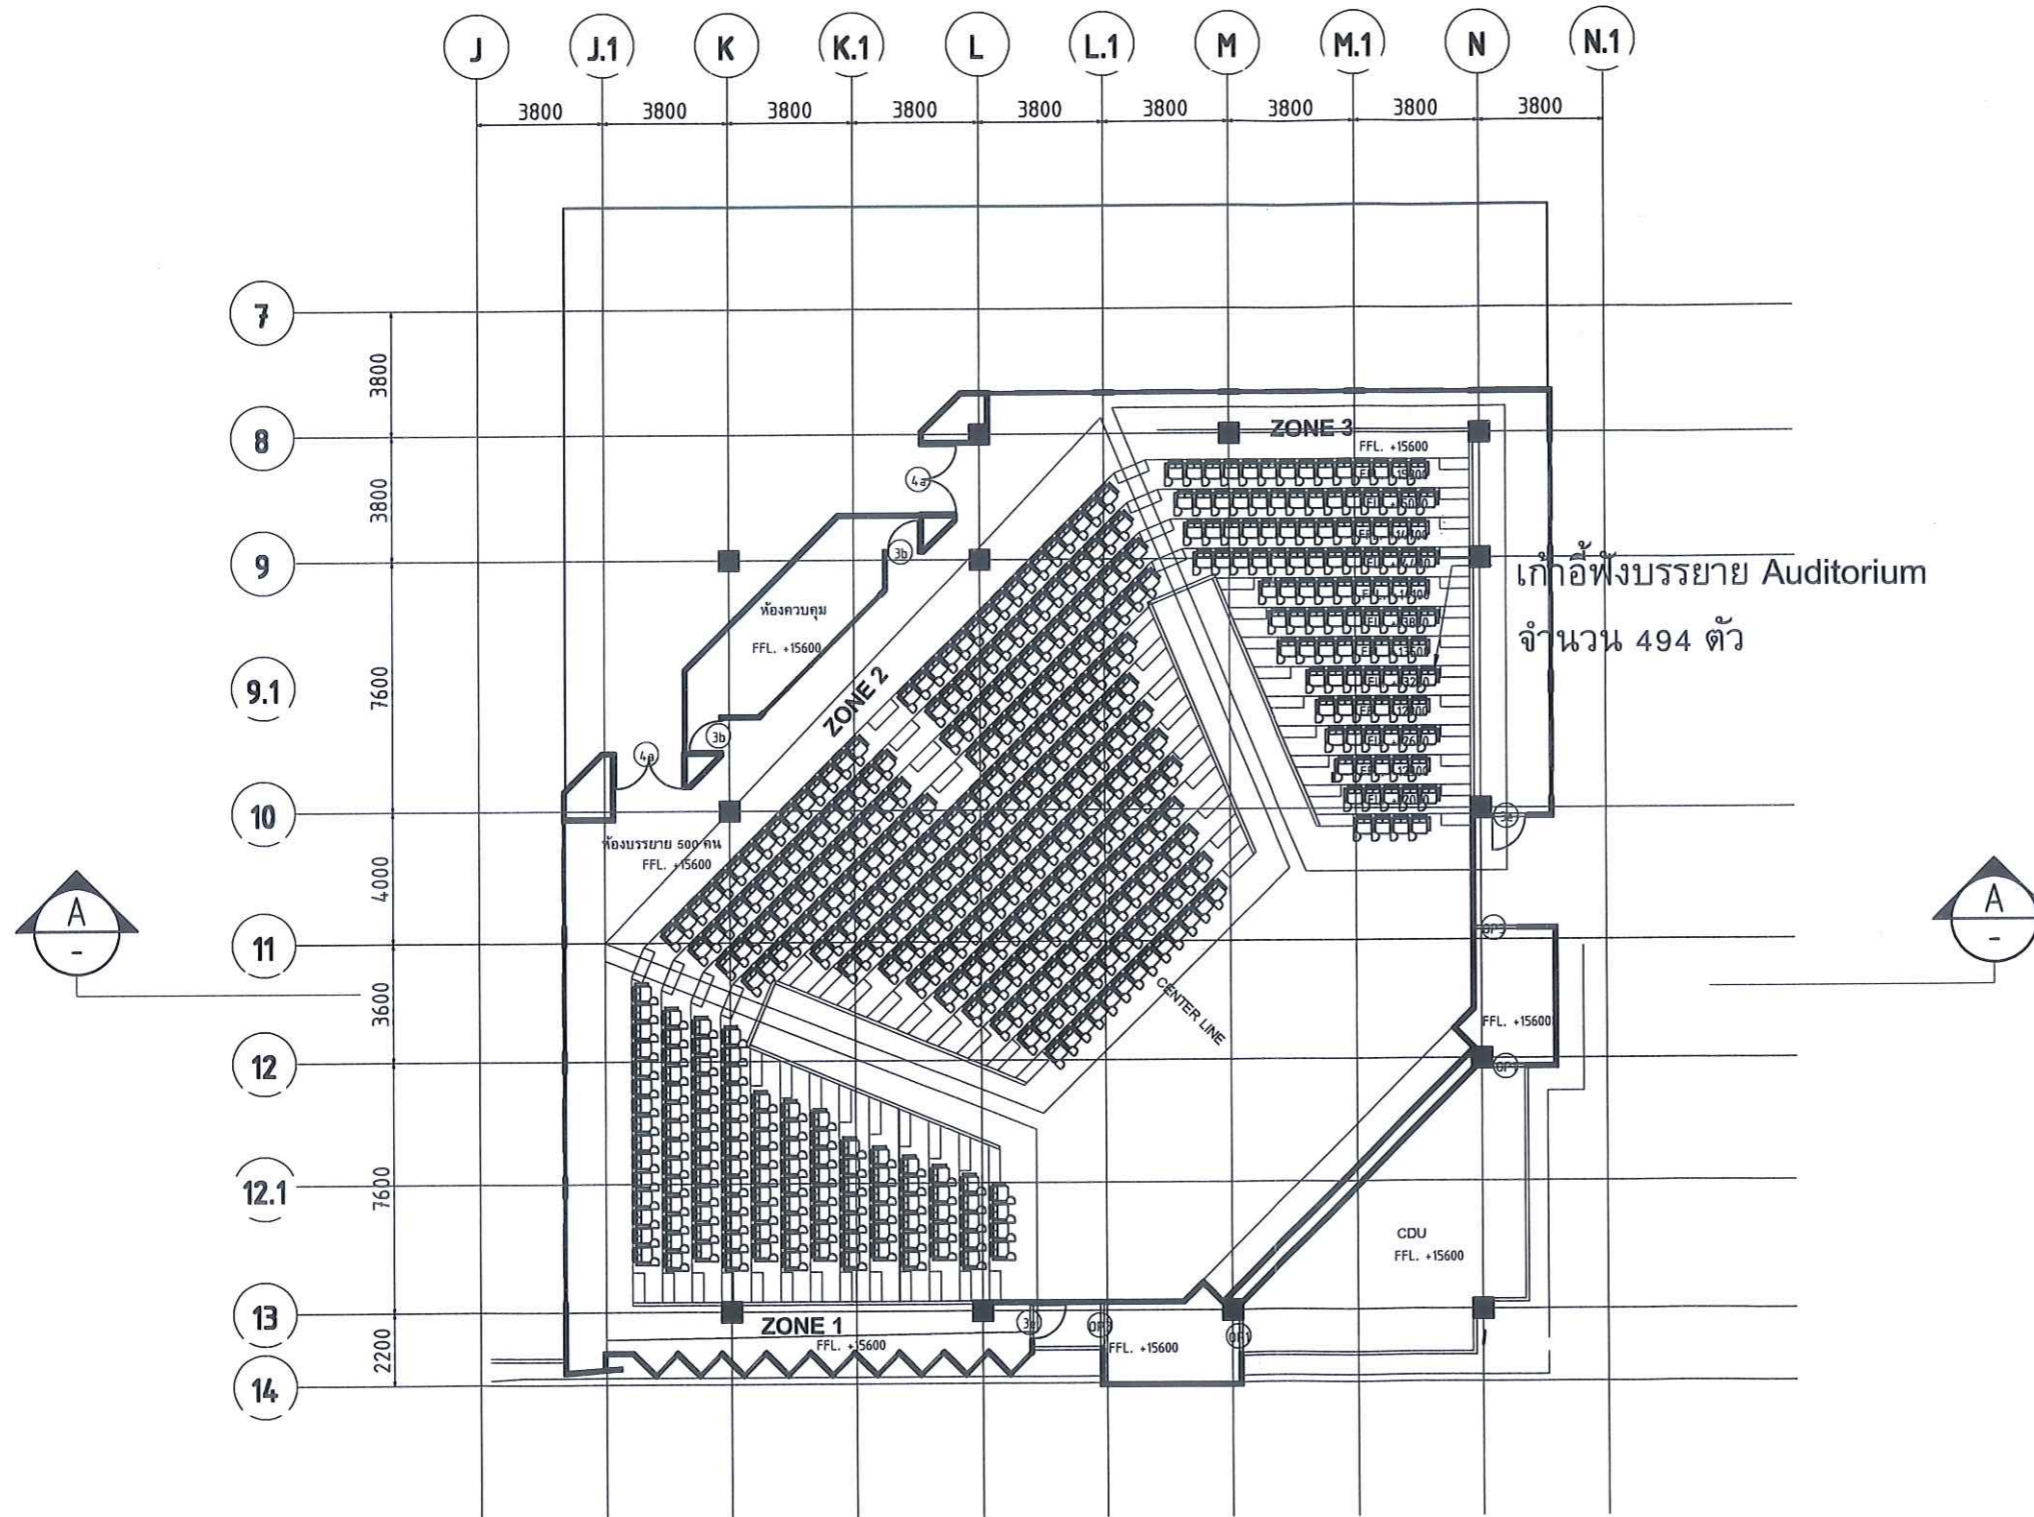 J
J.1
K
K.1
L
L.1
M
M.1
N
N.1
3800
3800
3800
3800
3800
3800
3800
3800
3800
7
3800
8
ZONE 3
FFL. +15600
4a
3800
9
3b
เก้าอี้ฟังบรรยาย Auditorium
จำนวน 494 ตัว
ห้องควบคุม
FFL. +15600
9.1
7600
ZONE 2
3b
4a
10
ห้องบรรยาย 500 คน
FFL. +15600
4000
A
-
A
-
11
3600
CENTER LINE
FFL. +15600
12
12.1
7600
CDU
FFL. +15600
13
ZONE 1
FFL. +15600
FFL. +15600
OP1
2200
14